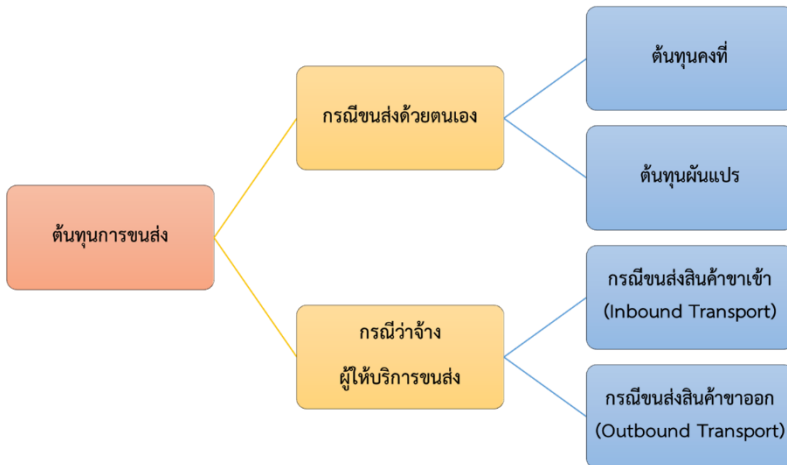 ต้นทุนการขนส่ง
กรณีขนส่งด้วยตนเอง
ต้นทุนคงที่
ต้นทุนผันแปร
กรณีว่าจ้าง
ผู้ให้บริการขนส่ง
กรณีขนส่งสินค้าขาเข้า
(Inbound Transport)
กรณีขนส่งสินค้าขาออก
(Outbound Transport)